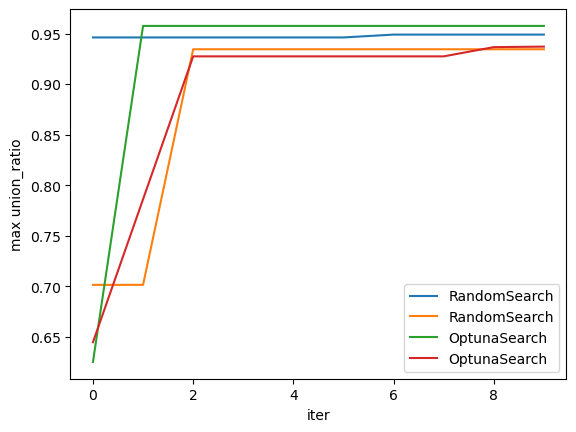 max union_ratio
0.95
0.90
0.85
0.80
0.75
0.70
0.65
RandomSearch
RandomSearch
OptunaSearch
OptunaSearch
0
2
4
6
8
iter